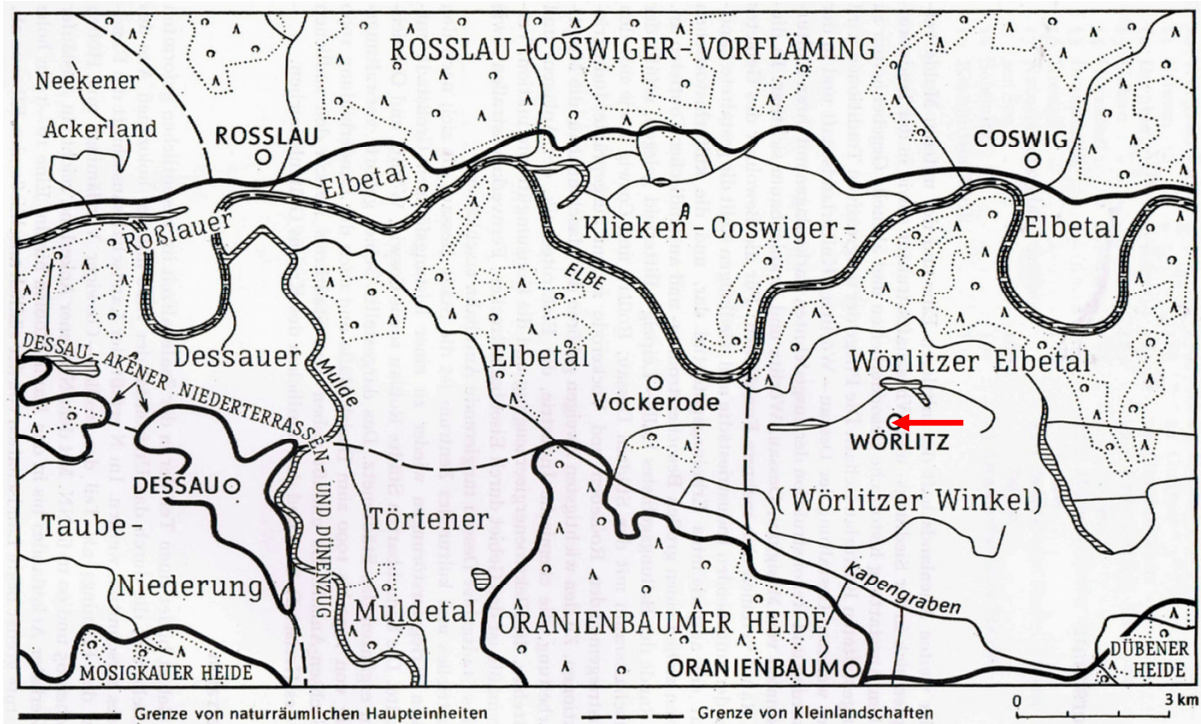 ROSSLAU-COSWIGER-VORFLÄMING
Neekener
Ackerland
ROSSLAU
COSWIG
Elbetal
Roßlauer
Klieken-Coswiger-
Elbetal
ELBE
DESSAU-AKENER NIEDERTERRASSEN-UND DÜNENZUG
Dessauer
Mulde
Elbetal
Wörlitzer Elbetal
Vockerode
WÖRLITZ
DESSAU
(Wörlitzer Winkel)
Taube-
Törtener
Niederung
Muldetal
Kapengraben
ORANIENBAUMER HEIDE
MOSIGKAUER HEIDE
ORANIENBAUM
DÜBENER
HEIDE
0 3 km
Grenze von naturräumlichen Haupteinheiten
Grenze von Kleinlandschaften